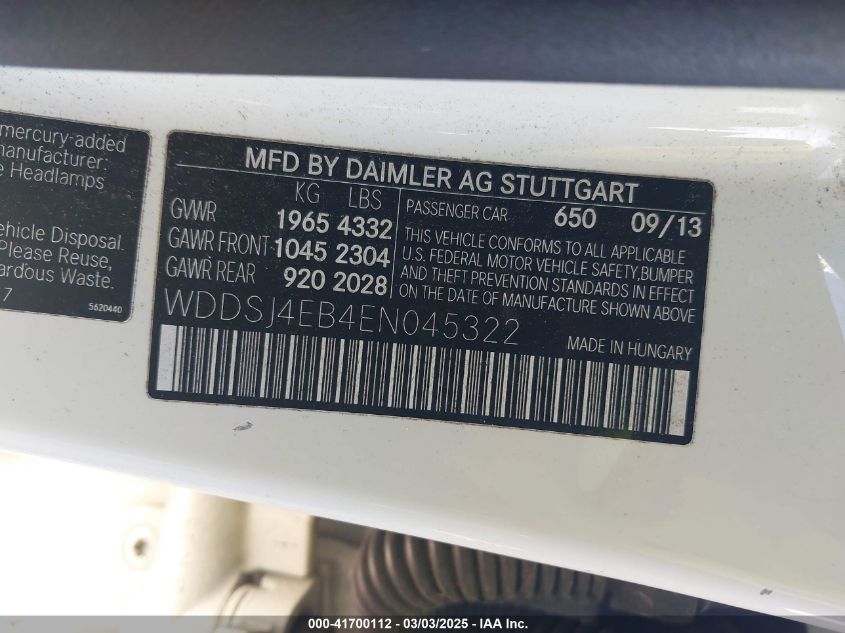 mercury-added
manufacturer:
e Headlamps
ehicle Disposal.
Please Reuse,
zardous Waste.
7
5620440
MFD BY DAIMLER AG STUTTGART
KG LBS
GVWR 1965 4332
GAWR FRONT 1045 2304
GAWR REAR 920 2028
PASSENGER CAR 650 09/13
THIS VEHICLE CONFORMS TO ALL APPLICABLE
U.S. FEDERAL MOTOR VEHICLE SAFETY, BUMPER
AND THEFT PREVENTION STANDARDS IN EFFECT
ON THE DATE OF MANUFACTURE SHOWN ABOVE
WDDSJ4EB4EN045322
MADE IN HUNGARY
000-41700112 - 03/03/2025 - IAA Inc.